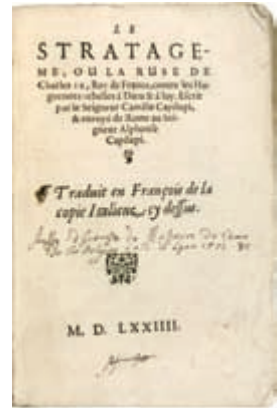 LE
STRATAGE-
ME, OU LA RUSE DE
Charles IX, Roy de France, contre les Hu-
guenots rebelles à Dieu & à luy. Escrit
par le Seigneur Camille Capilupi,
& envoyé de Rome au Sei-
gneur Alphonse
Capilupi.
Traduit en François de la
copie Italiene, cy dessus.
M. D. LXXIIII.